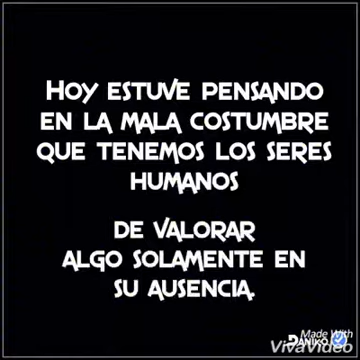 HOY ESTUVE PENSANDO
EN LA MALA COSTUMBRE
QUE TENEMOS LOS SERES
HUMANOS
DE VALORAR
ALGO SOLAMENTE EN
SU AUSENCIA.
Made With
DANIKO
VivaVideo